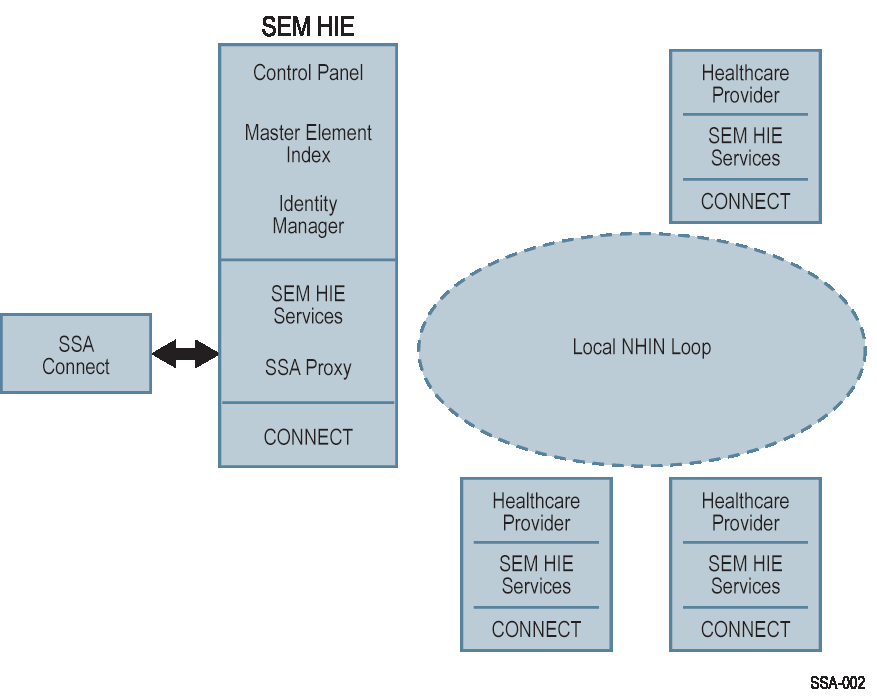 SEM HIE
Control Panel
Master Element
Index
Identity
Manager
SEM HIE
Services
SSA Proxy
CONNECT
SSA
Connect
Healthcare
Provider
SEM HIE
Services
CONNECT
Local NHIN Loop
Healthcare
Provider
SEM HIE
Services
CONNECT
Healthcare
Provider
SEM HIE
Services
CONNECT
SSA-002